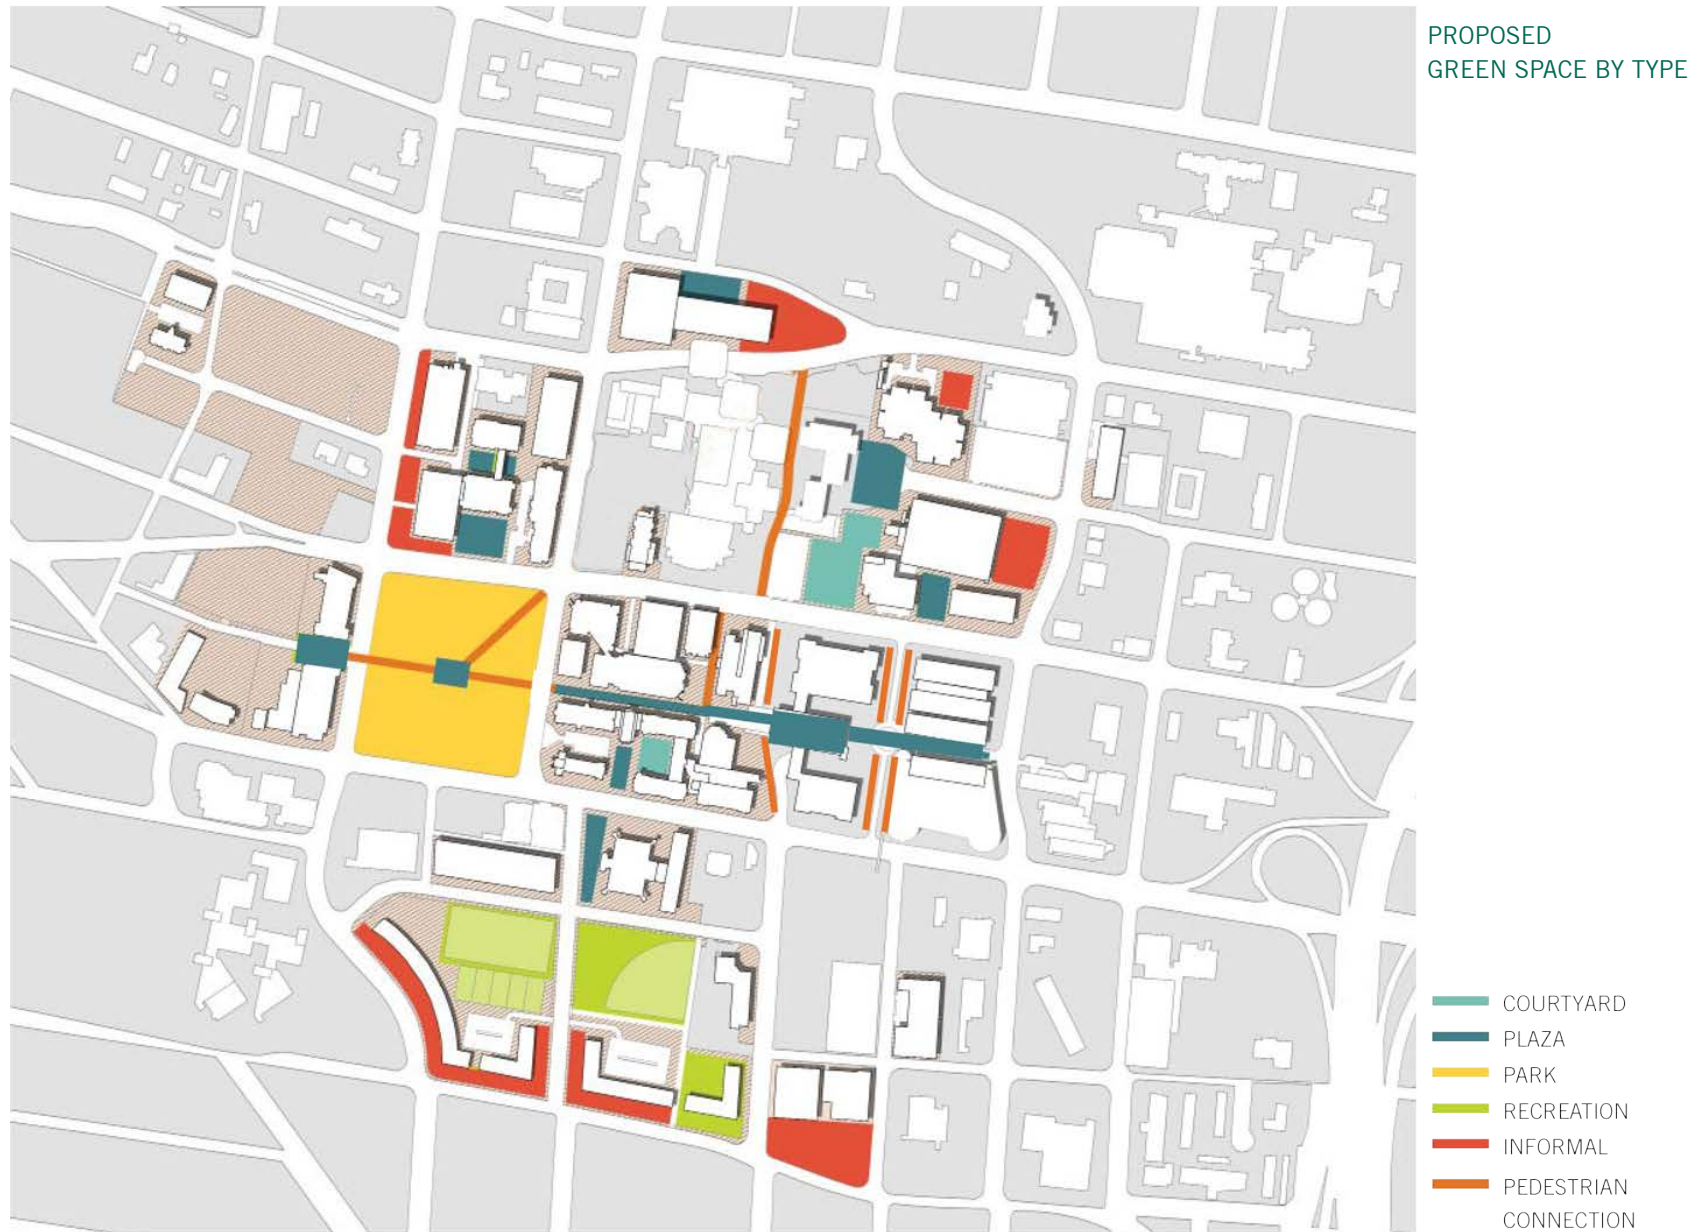 PROPOSED
GREEN SPACE BY TYPE
COURTYARD
PLAZA
PARK
RECREATION
INFORMAL
PEDESTRIAN
CONNECTION